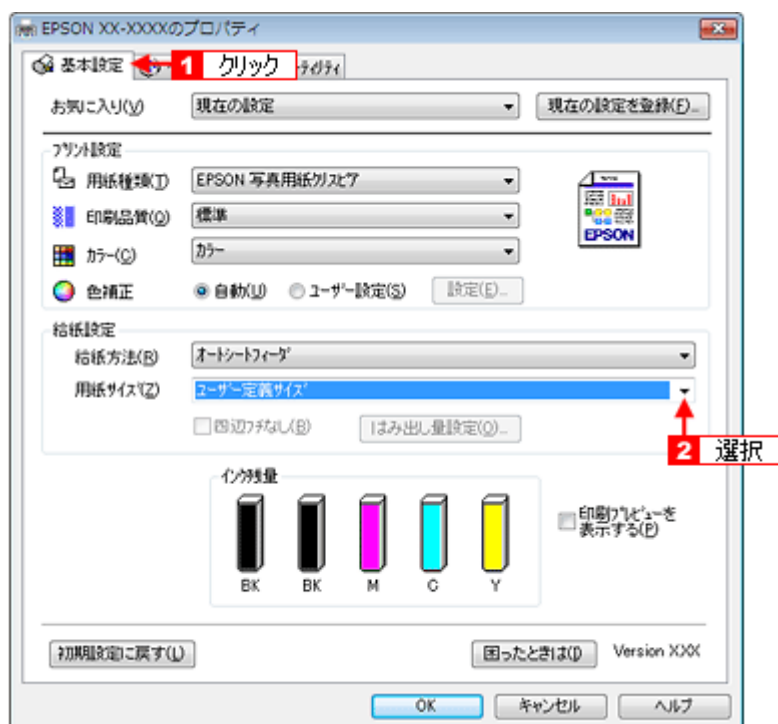 EPSON XX-XXXXのプロパティ
基本設定 1 クリック ーティリティ
お気に入り(V) 現在の設定 現在の設定を登録(F)...
プリント設定
用紙種類(T) EPSON 写真用紙クリスピア
印刷品質(Q) 標準
EPSON
カラー(C) カラー
色補正 自動(U) ユーザー設定(S) 設定(E)...
給紙設定
給紙方法(R) オートシートフィーダ
用紙サイズ(Z) ユーザー定義サイズ
四辺フチなし(B) はみ出し量設定(O)...
2 選択
インク残量
印刷プレビューを
表示する(P)
BK BK M C Y
初期設定に戻す(L) 困ったときは(I) Version X.XX
OK キャンセル ヘルプ